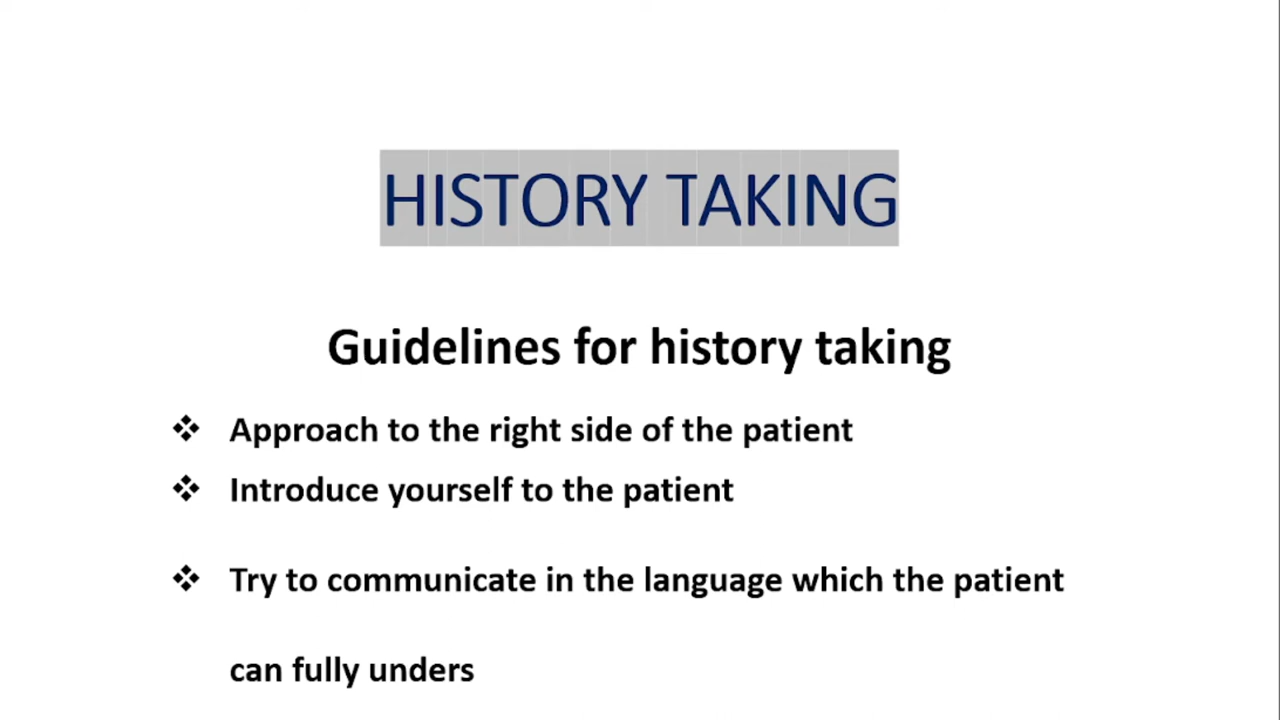 HISTORY TAKING
Guidelines for history taking
❖ Approach to the right side of the patient
❖ Introduce yourself to the patient
❖ Try to communicate in the language which the patient
can fully unders